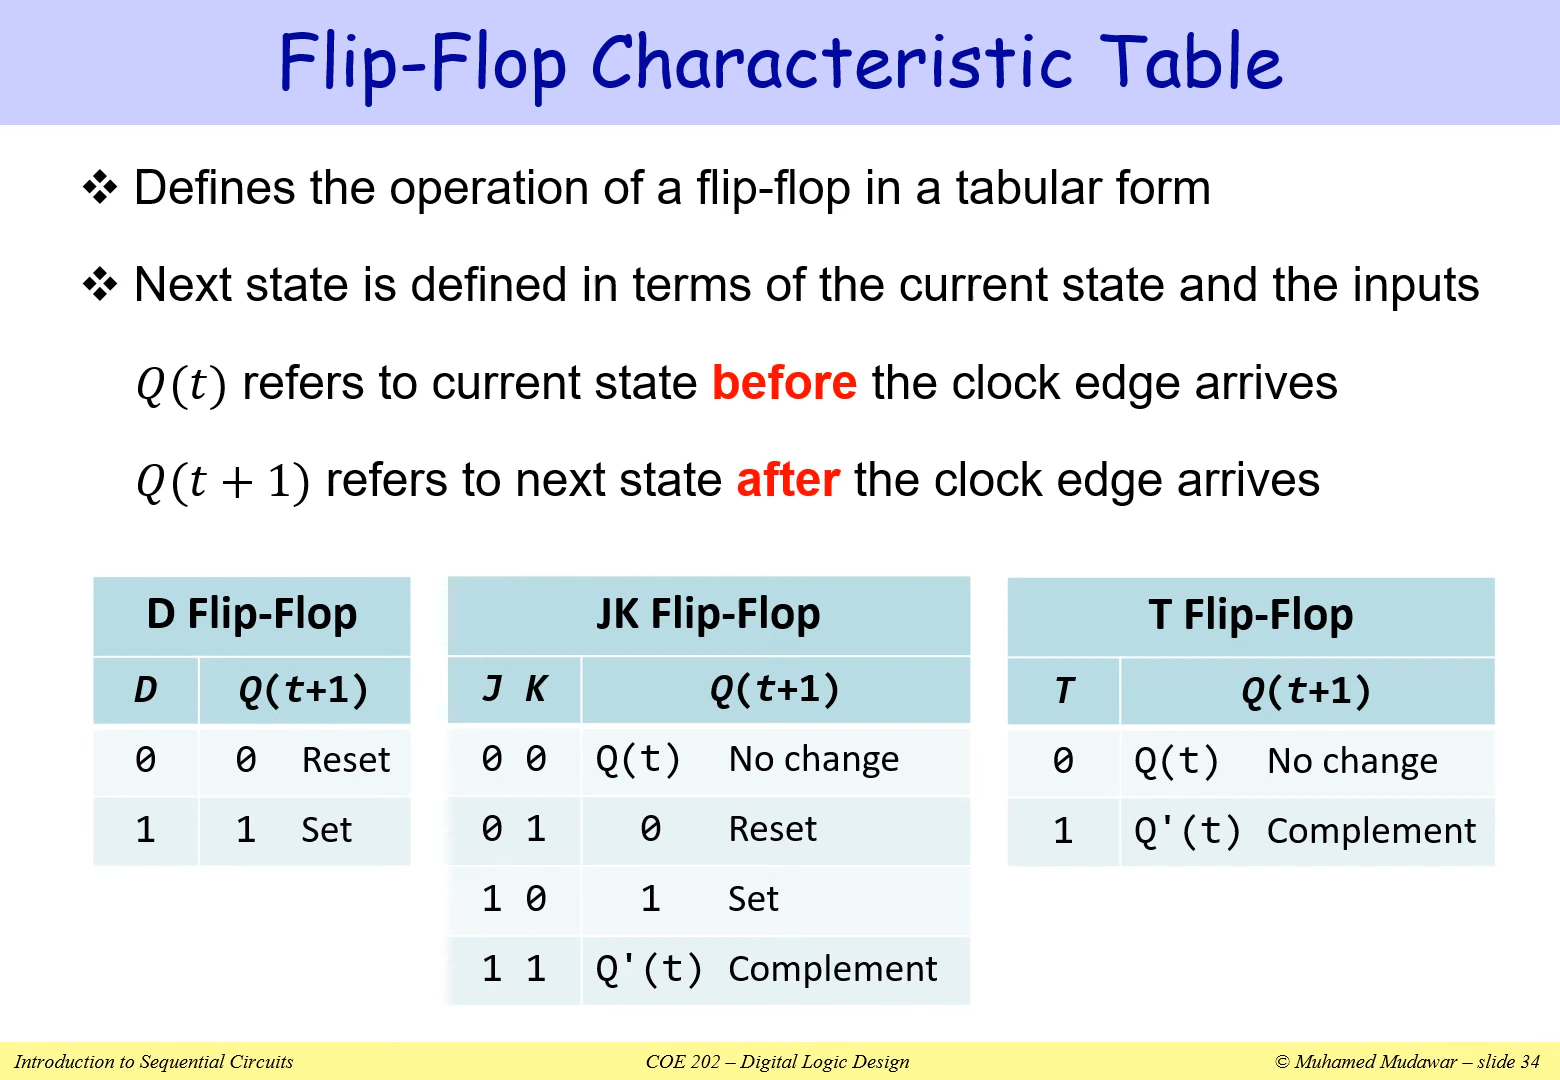 Flip-Flop Characteristic Table
❖ Defines the operation of a flip-flop in a tabular form
❖ Next state is defined in terms of the current state and the inputs
Q(t) refers to current state before the clock edge arrives
Q(t + 1) refers to next state after the clock edge arrives
D Flip-Flop
D Q(t+1)
0 0 Reset
1 1 Set
JK Flip-Flop
J K Q(t+1)
0 0 Q(t) No change
0 1 0 Reset
1 0 1 Set
1 1 Q'(t) Complement
T Flip-Flop
T Q(t+1)
0 Q(t) No change
1 Q'(t) Complement
Introduction to Sequential Circuits
COE 202 – Digital Logic Design
© Muhamed Mudawar – slide 34